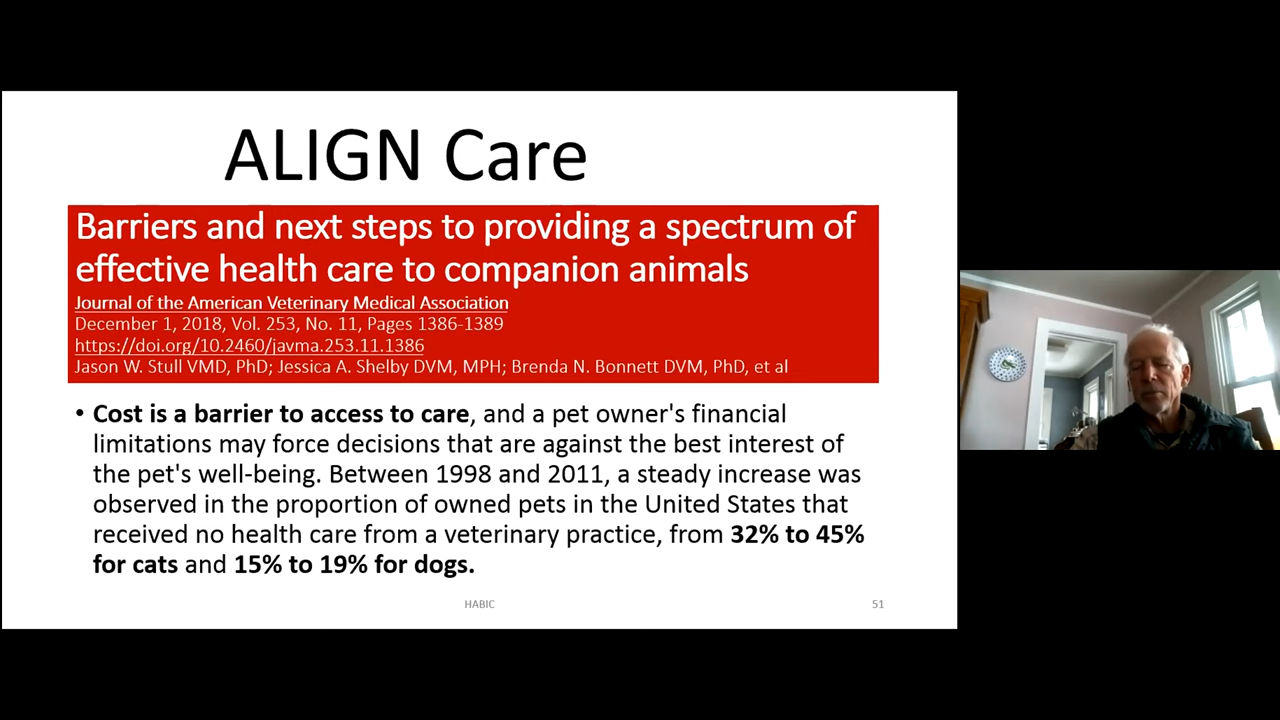 ALIGN Care
Barriers and next steps to providing a spectrum of
effective health care to companion animals
Journal of the American Veterinary Medical Association
December 1, 2018, Vol. 253, No. 11, Pages 1386-1389
https://doi.org/10.2460/javma.253.11.1386
Jason W. Stull VMD, PhD; Jessica A. Shelby DVM, MPH; Brenda N. Bonnett DVM, PhD, et al
• Cost is a barrier to access to care, and a pet owner's financial
limitations may force decisions that are against the best interest of
the pet's well-being. Between 1998 and 2011, a steady increase was
observed in the proportion of owned pets in the United States that
received no health care from a veterinary practice, from 32% to 45%
for cats and 15% to 19% for dogs.
HABIC
51